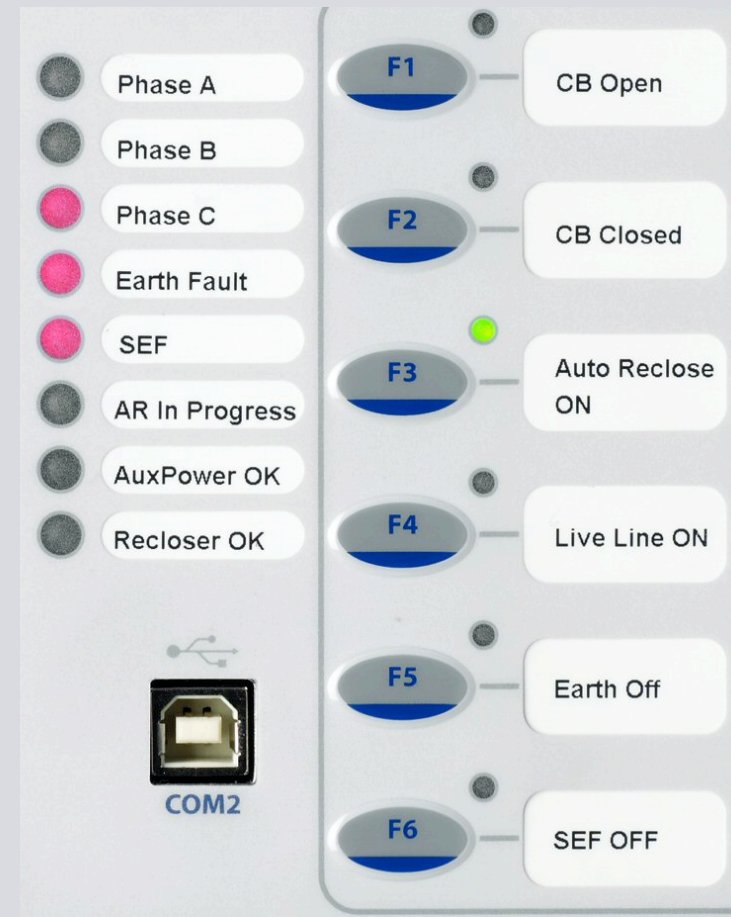 Phase A
Phase B
Phase C
Earth Fault
SEF
AR In Progress
AuxPower OK
Recloser OK
COM2
F1
CB Open
F2
CB Closed
F3
Auto Reclose
ON
F4
Live Line ON
F5
Earth Off
F6
SEF OFF